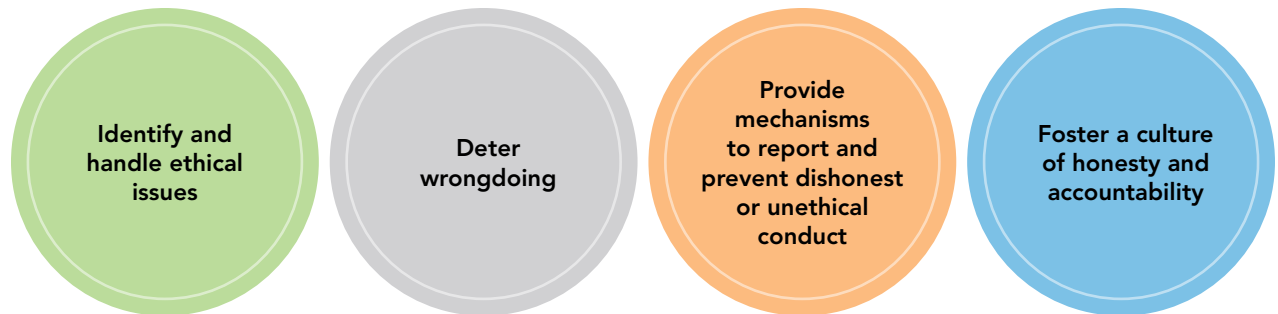 Identify and
handle ethical
issues
Deter
wrongdoing
Provide
mechanisms
to report and
prevent dishonest
or unethical
conduct
Foster a culture
of honesty and
accountability